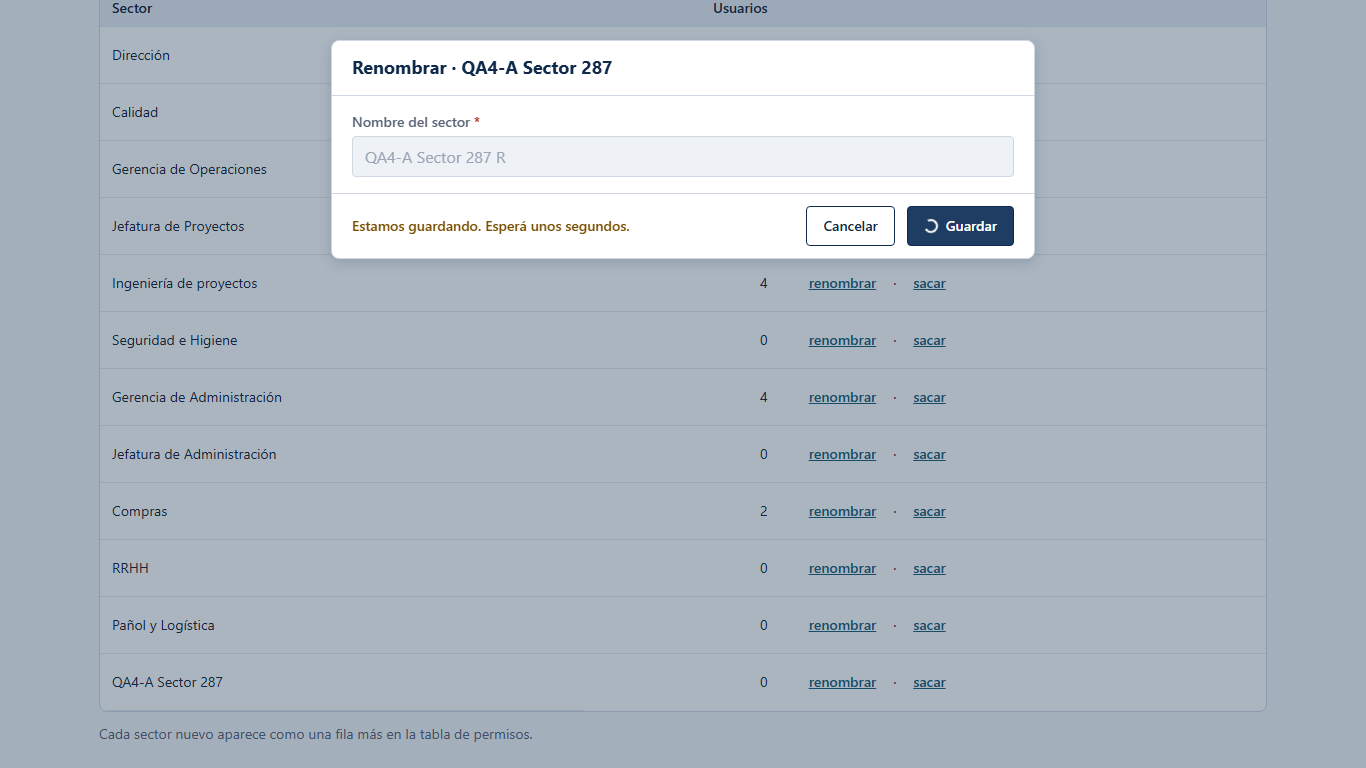 Sector Usuarios
Dirección
Renombrar · QA4-A Sector 287
Calidad
Nombre del sector *
QA4-A Sector 287 R
Gerencia de Operaciones
Jefatura de Proyectos
Estamos guardando. Esperá unos segundos. Cancelar Guardar
Ingeniería de proyectos 4 renombrar · sacar
Seguridad e Higiene 0 renombrar · sacar
Gerencia de Administración 4 renombrar · sacar
Jefatura de Administración 0 renombrar · sacar
Compras 2 renombrar · sacar
RRHH 0 renombrar · sacar
Pañol y Logística 0 renombrar · sacar
QA4-A Sector 287 0 renombrar · sacar
Cada sector nuevo aparece como una fila más en la tabla de permisos.